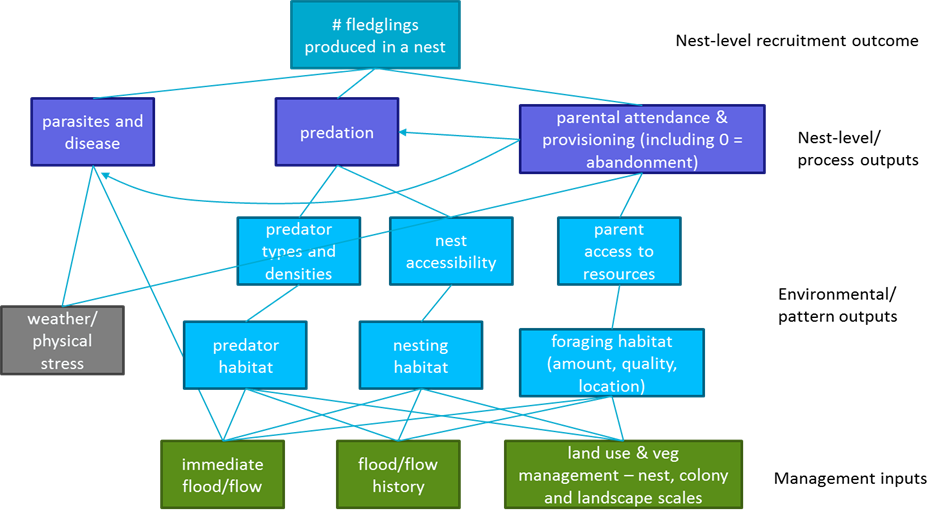 # fledglings
produced in a nest
Nest-level recruitment outcome
parasites and
disease
predation
parental attendance &
provisioning (including 0 =
abandonment)
Nest-level/
process outputs
predator
types and
densities
nest
accessibility
parent
access to
resources
Environmental/
pattern outputs
weather/
physical
stress
predator
habitat
nesting
habitat
foraging habitat
(amount, quality,
location)
immediate
flood/flow
flood/flow
history
land use & veg
management – nest, colony
and landscape scales
Management inputs